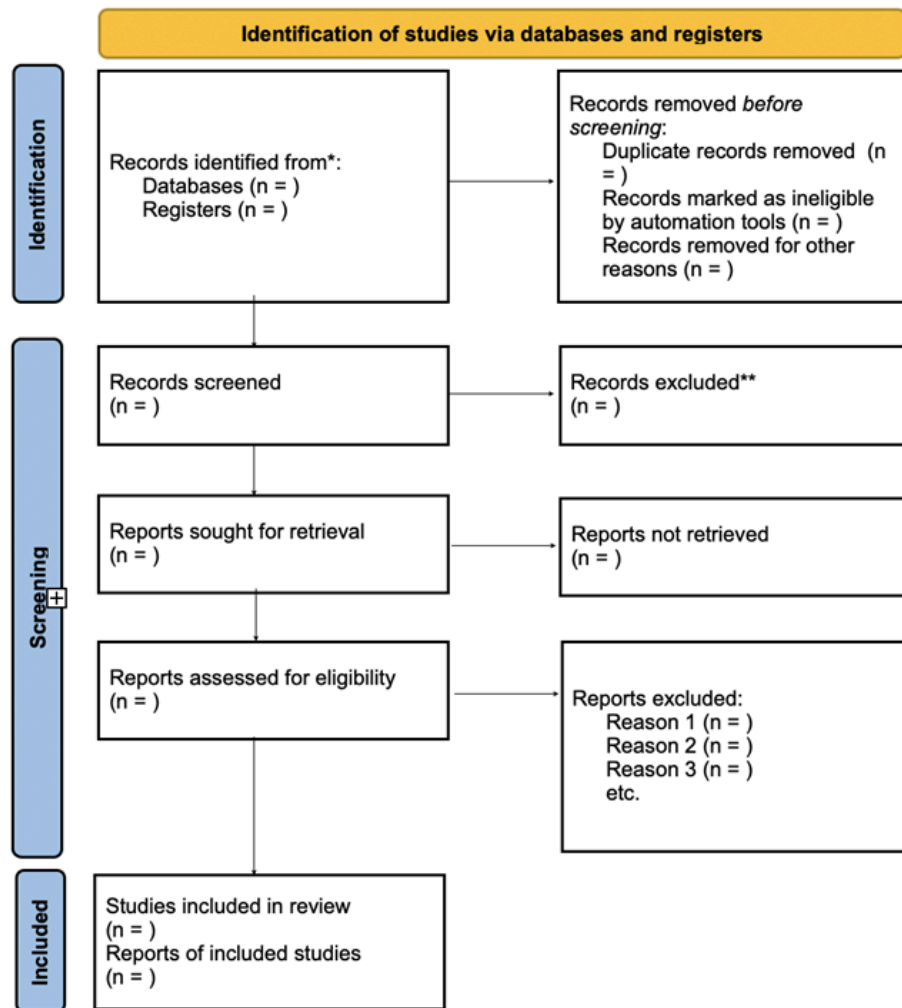 Identification of studies via databases and registers
Identification
Records identified from*:
Databases (n = )
Registers (n = )
Records removed before
screening:
Duplicate records removed (n
= )
Records marked as ineligible
by automation tools (n = )
Records removed for other
reasons (n = )
Screening
Records screened
(n = )
Records excluded**
(n = )
Reports sought for retrieval
(n = )
Reports not retrieved
(n = )
Reports assessed for eligibility
(n = )
Reports excluded:
Reason 1 (n = )
Reason 2 (n = )
Reason 3 (n = )
etc.
Included
Studies included in review
(n = )
Reports of included studies
(n = )